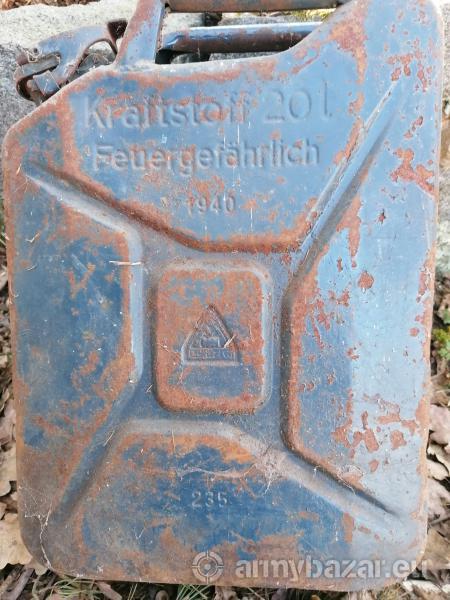 Kraftstoff 20 l
Feuergefährlich
1940
235
armybazar.eu